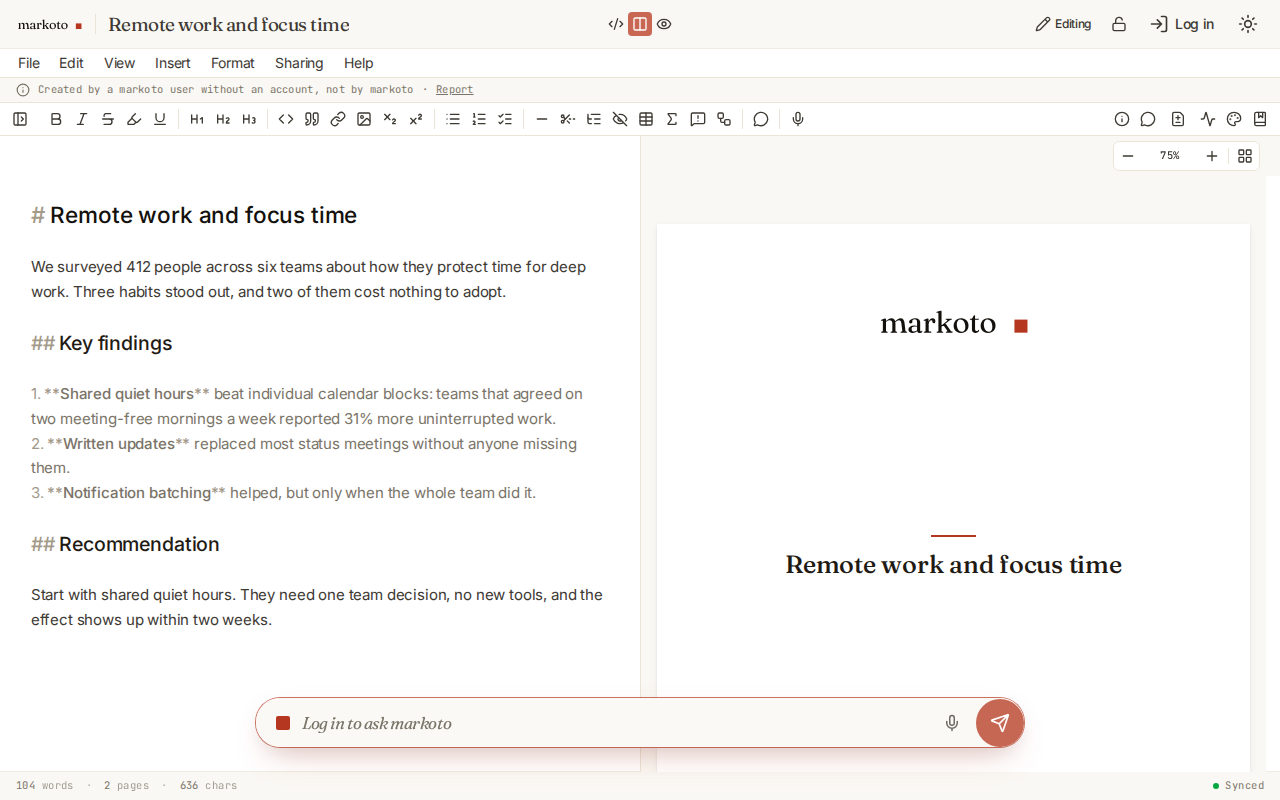 markoto
Remote work and focus time
Editing
Log in
File Edit View Insert Format Sharing Help
Created by a markoto user without an account, not by markoto · Report
H1 H2 H3
X2 X2
75%
# Remote work and focus time
We surveyed 412 people across six teams about how they protect time for deep
work. Three habits stood out, and two of them cost nothing to adopt.
## Key findings
1. **Shared quiet hours** beat individual calendar blocks: teams that agreed on
two meeting-free mornings a week reported 31% more uninterrupted work.
2. **Written updates** replaced most status meetings without anyone missing
them.
3. **Notification batching** helped, but only when the whole team did it.
## Recommendation
Start with shared quiet hours. They need one team decision, no new tools, and the
effect shows up within two weeks.
markoto
Remote work and focus time
Log in to ask markoto
104 words · 2 pages · 636 chars
Synced